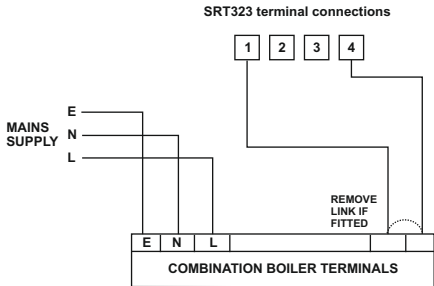 SRT323 terminal connections
1 2 3 4
E
MAINS
SUPPLY
N
L
REMOVE
LINK IF
FITTED
E N L
COMBINATION BOILER TERMINALS